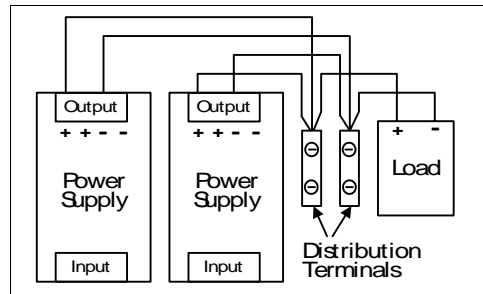 Output
+ + - -
Power
Supply
Input
Output
+ + - -
Power
Supply
Input
+ -
Load
Distribution
Terminals